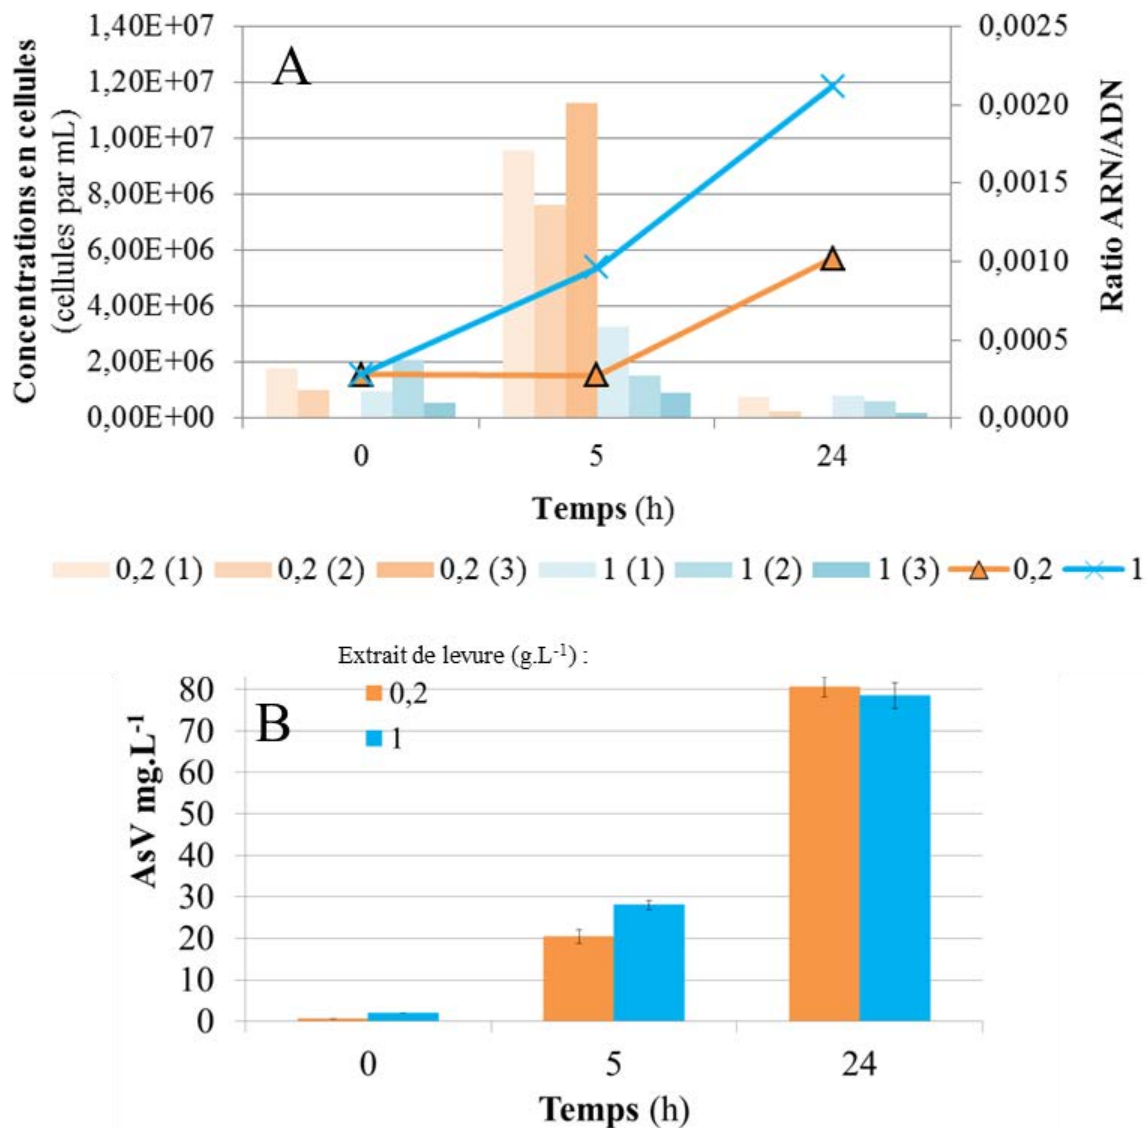 Concentrations en cellules
(cellules par mL)
1,40E+07
1,20E+07
1,00E+07
8,00E+06
6,00E+06
4,00E+06
2,00E+06
0,00E+00
A
0,0025
0,0020
0,0015
0,0010
0,0005
0,0000
Ratio ARN/ADN
0 5 24
Temps (h)
0,2 (1) 0,2 (2) 0,2 (3) 1 (1) 1 (2) 1 (3) 0,2 1
Extrait de levure (g.L-1) :
0,2
1
B
AsV mg.L-1
80
70
60
50
40
30
20
10
0
0 5 24
Temps (h)